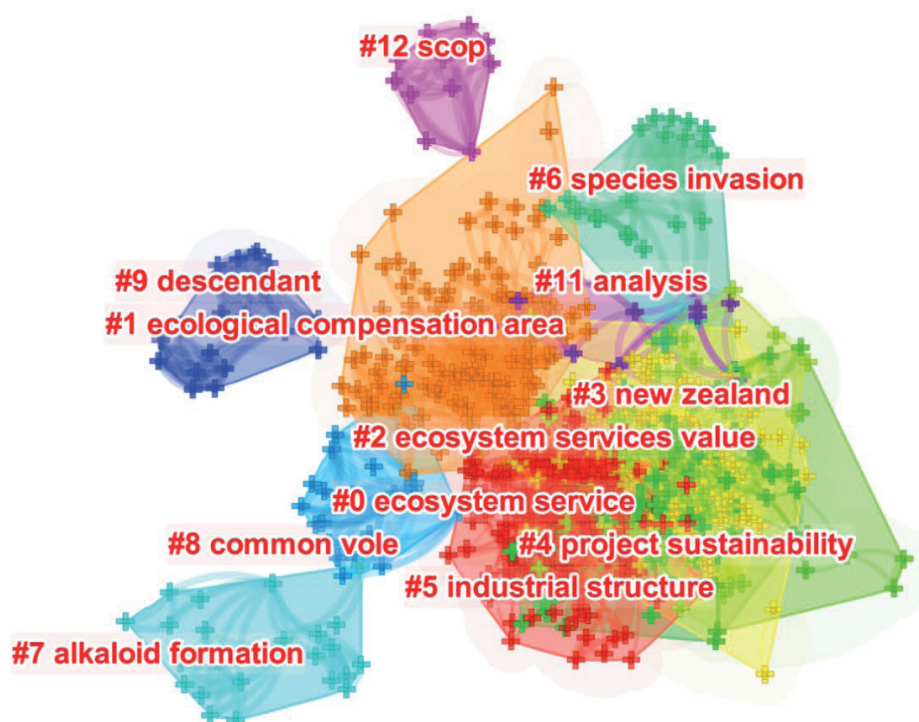 #12 scop
#6 species invasion
#9 descendant
#11 analysis
#1 ecological compensation area
#3 new zealand
#2 ecosystem services value
#0 ecosystem service
#8 common vole
#4 project sustainability
#5 industrial structure
#7 alkaloid formation